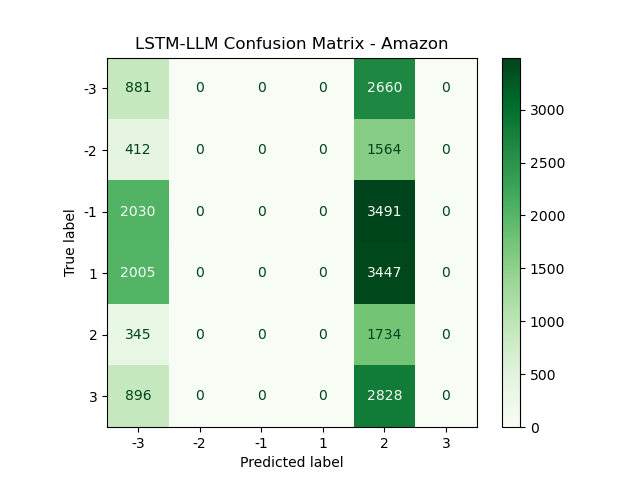 LSTM-LLM Confusion Matrix - Amazon
-3 881 0 0 0 2660 0
-2 412 0 0 0 1564 0
-1 2030 0 0 0 3491 0
1 2005 0 0 0 3447 0
2 345 0 0 0 1734 0
3 896 0 0 0 2828 0
-3 -2 -1 1 2 3
True label
Predicted label
3000
2500
2000
1500
1000
500
0